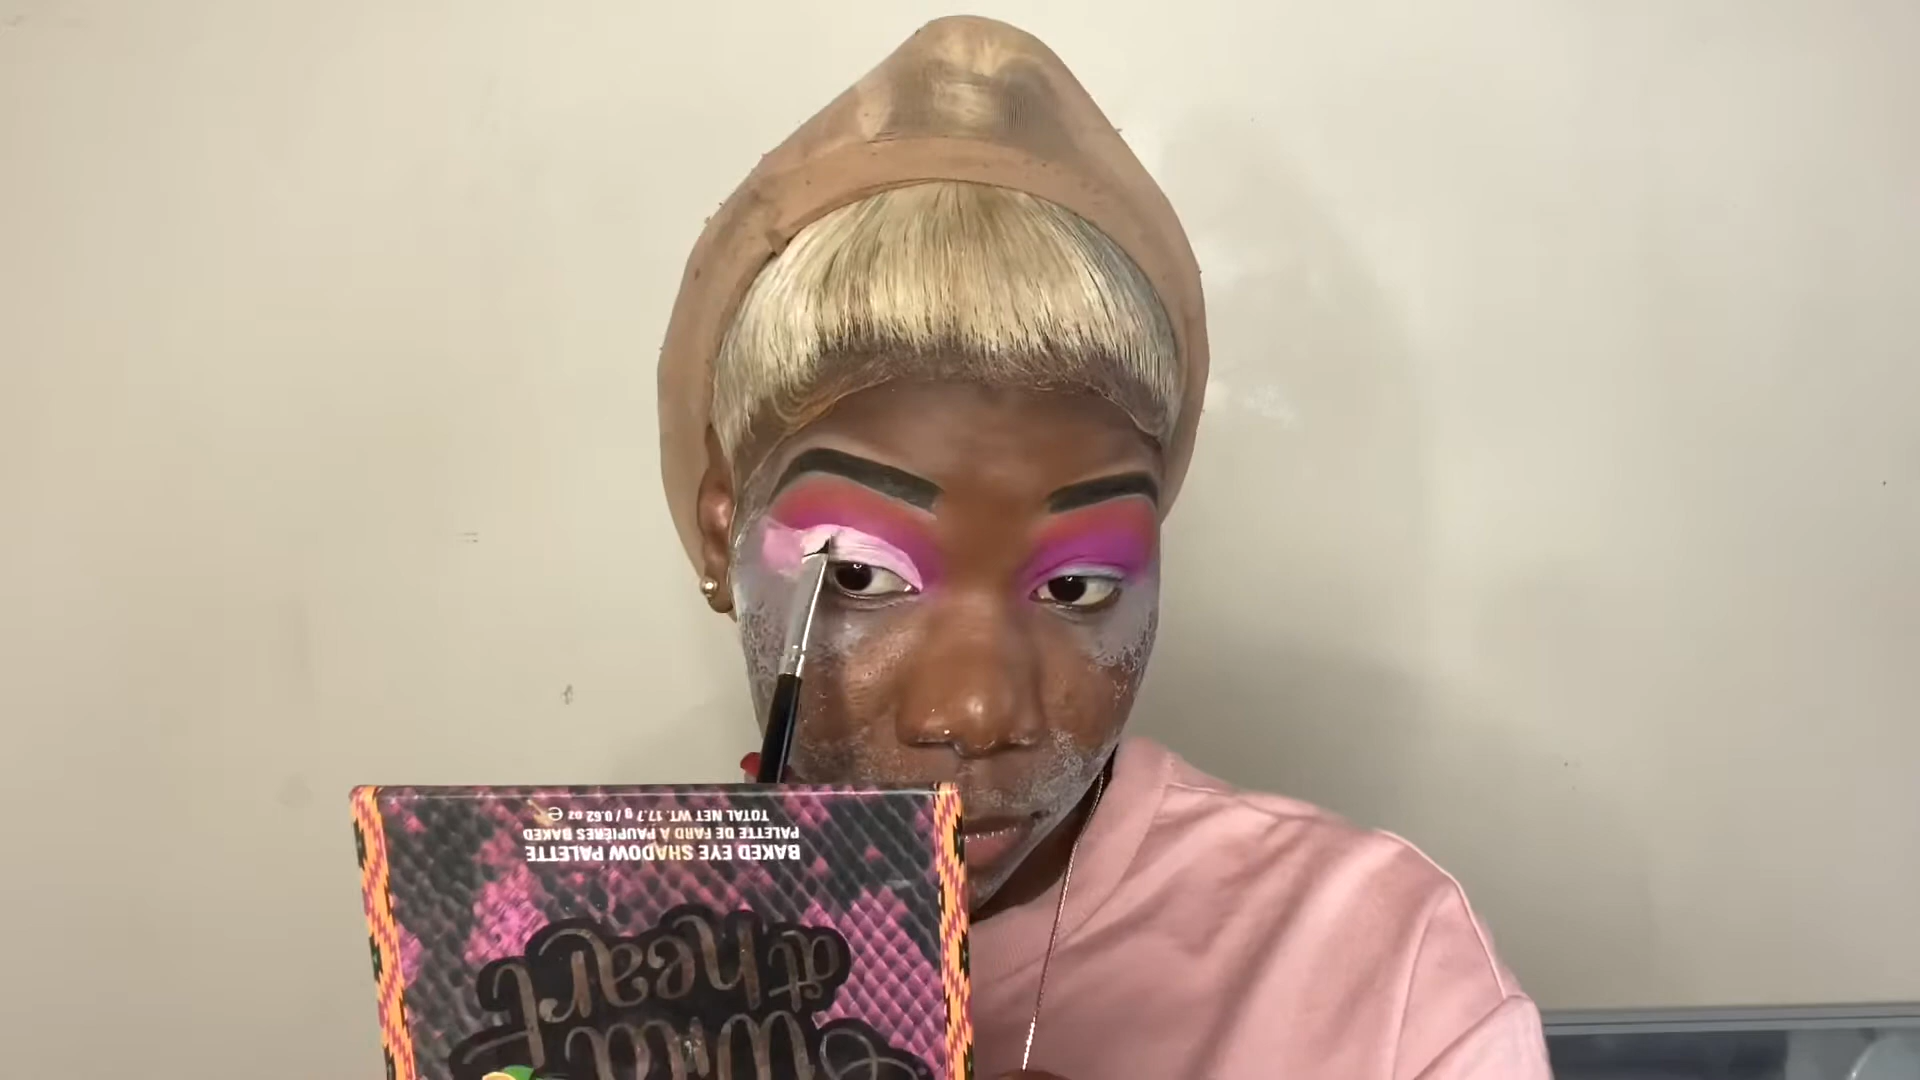 Wild
at heart
BAKED EYE SHADOW PALETTE
PALETTE DE FARD A PAUPIÈRES BAKED
TOTAL NET WT. 17.7 g / 0.62 oz ℮